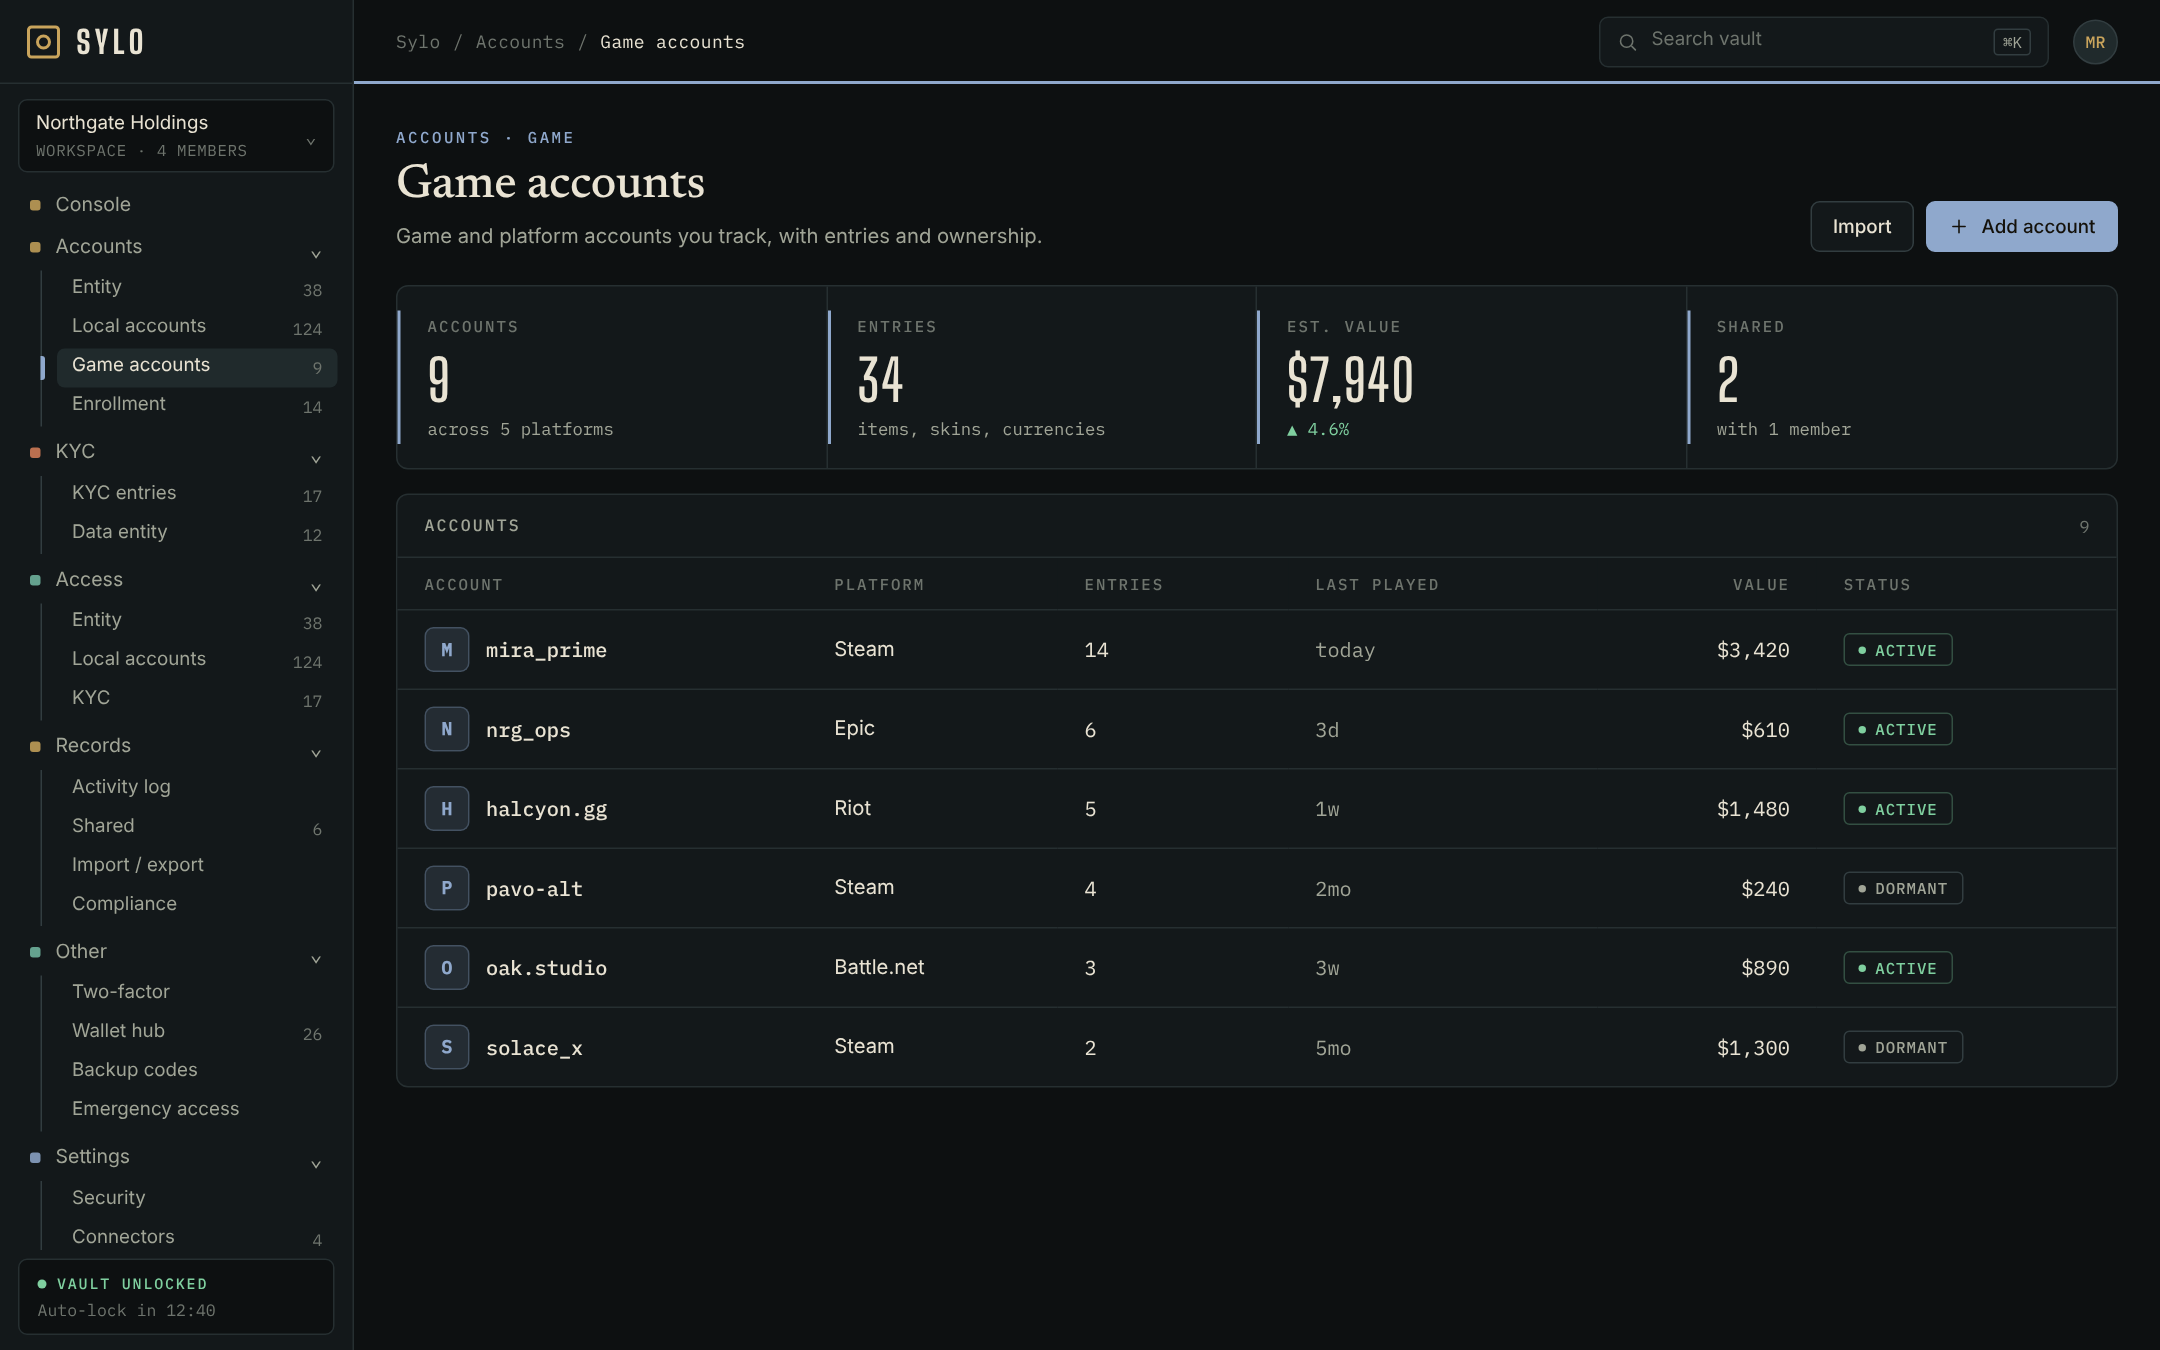 SYLO
Northgate Holdings
WORKSPACE · 4 MEMBERS
Console
Accounts
Entity 38
Local accounts 124
Game accounts 9
Enrollment 14
KYC
KYC entries 17
Data entity 12
Access
Entity 38
Local accounts 124
KYC 17
Records
Activity log
Shared 6
Import / export
Compliance
Other
Two-factor
Wallet hub 26
Backup codes
Emergency access
Settings
Security
Connectors 4
VAULT UNLOCKED
Auto-lock in 12:40
Sylo / Accounts / Game accounts
Search vault ⌘K
MR
ACCOUNTS · GAME
Game accounts
Game and platform accounts you track, with entries and ownership.
Import
+ Add account
ACCOUNTS
9
across 5 platforms
ENTRIES
34
items, skins, currencies
EST. VALUE
$7,940
▲ 4.6%
SHARED
2
with 1 member
ACCOUNTS 9
ACCOUNT PLATFORM ENTRIES LAST PLAYED VALUE STATUS
M mira_prime Steam 14 today $3,420 ACTIVE
N nrg_ops Epic 6 3d $610 ACTIVE
H halcyon.gg Riot 5 1w $1,480 ACTIVE
P pavo-alt Steam 4 2mo $240 DORMANT
O oak.studio Battle.net 3 3w $890 ACTIVE
S solace_x Steam 2 5mo $1,300 DORMANT